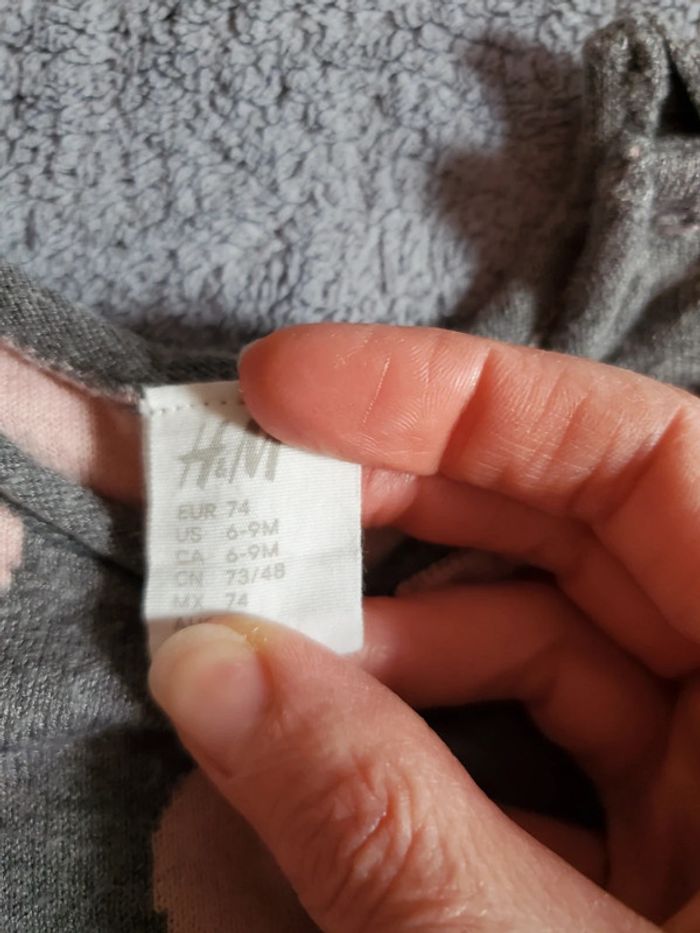 H&M
EUR 74
US 6-9M
CA 6-9M
CN 73/48
MX 74